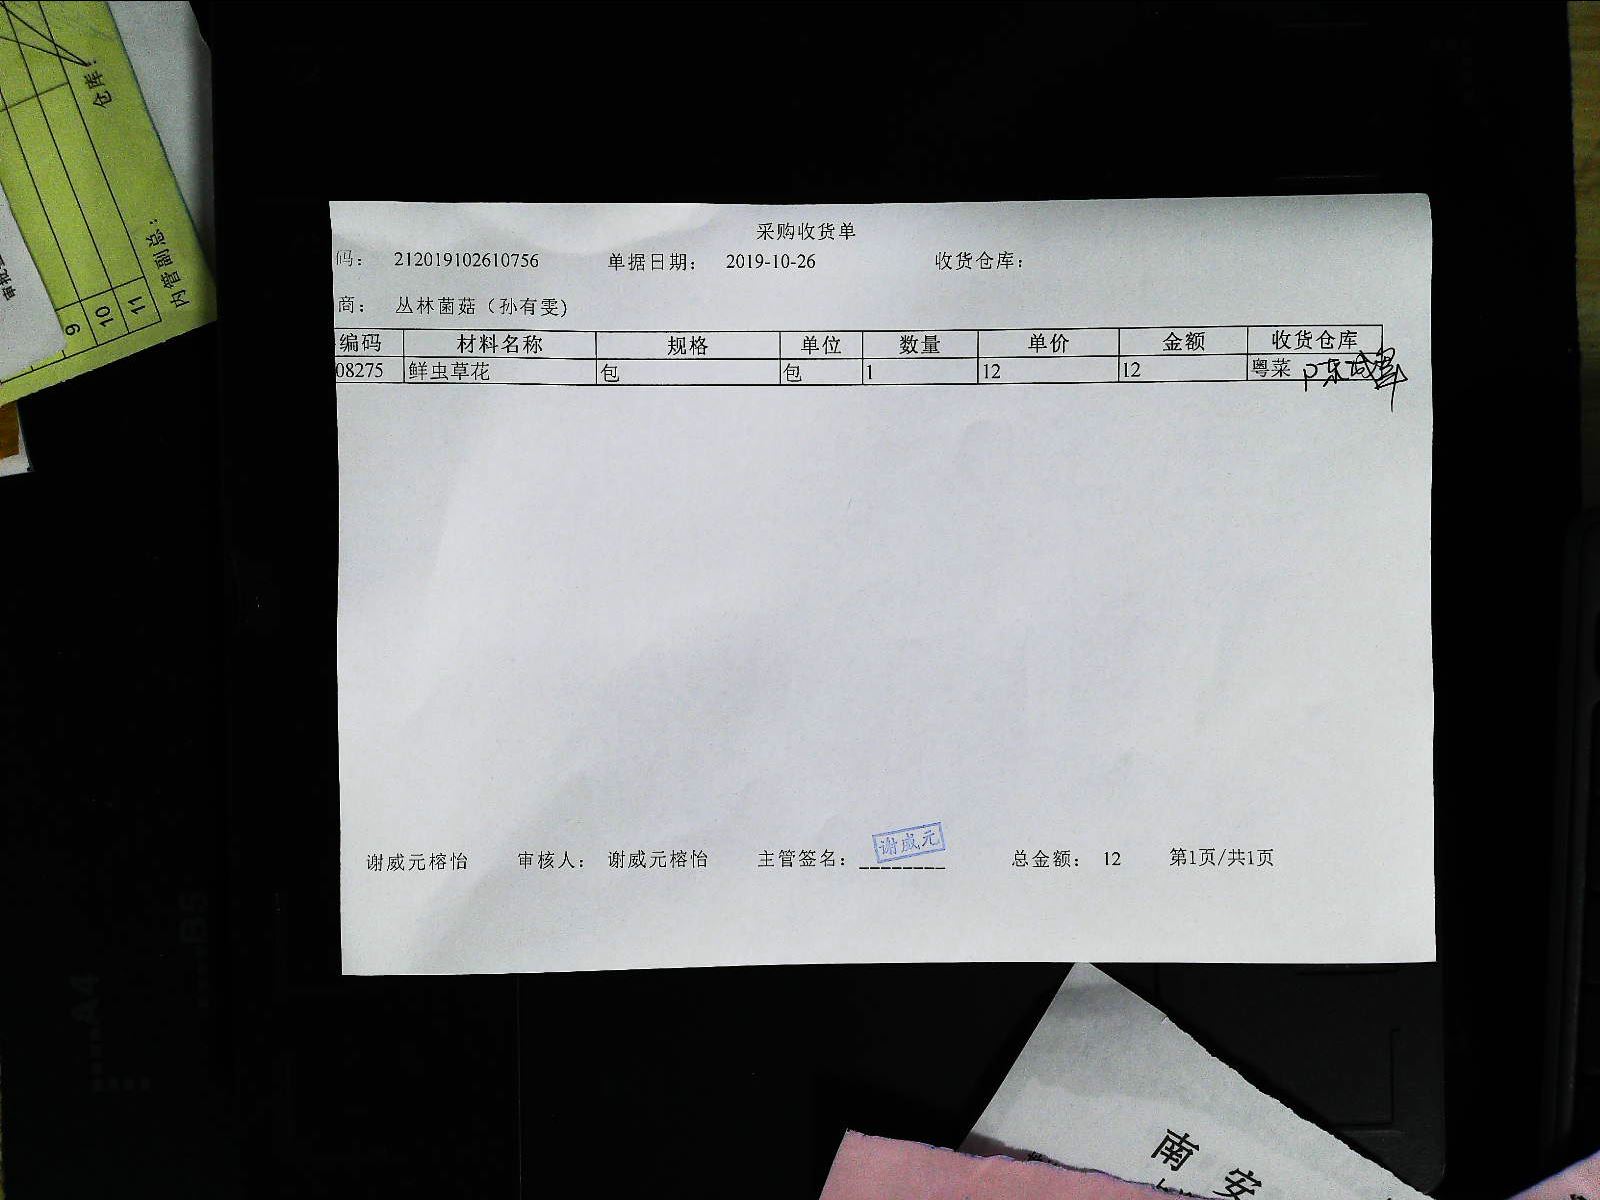 采购收货单
码： 212019102610756 单据日期： 2019-10-26 收货仓库：
商： 丛林菌菇（孙有雯）
编码 材料名称 规格 单位 数量 单价 金额 收货仓库
08275 鲜虫草花 包 包 1 12 12 粤菜
谢威元
谢威元榕怡 审核人： 谢威元榕怡 主管签名： 总金额： 12 第1页/共1页
仓库：
内管副总：
9
10
11
南安